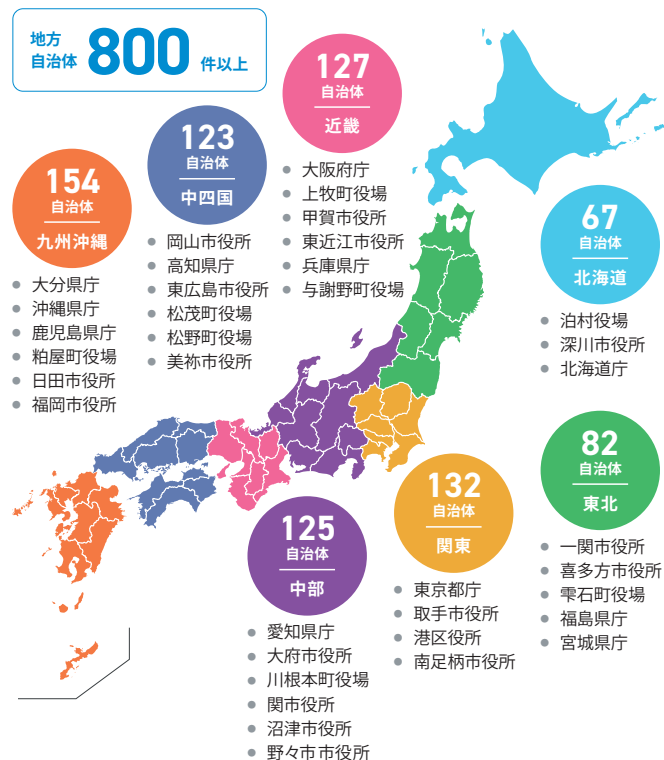 地方
自治体
800
件以上
127
自治体
近畿
大阪府庁
上牧町役場
甲賀市役所
東近江市役所
兵庫県庁
与謝野町役場
123
自治体
中四国
岡山市役所
高知県庁
東広島市役所
松茂町役場
松野町役場
美祢市役所
154
自治体
九州沖縄
大分県庁
沖縄県庁
鹿児島県庁
粕屋町役場
日田市役所
福岡市役所
67
自治体
北海道
泊村役場
深川市役所
北海道庁
82
自治体
東北
一関市役所
喜多方市役所
雫石町役場
福島県庁
宮城県庁
132
自治体
関東
東京都庁
取手市役所
港区役所
南足柄市役所
125
自治体
中部
愛知県庁
大府市役所
川根本町役場
関市役所
沼津市役所
野々市市役所